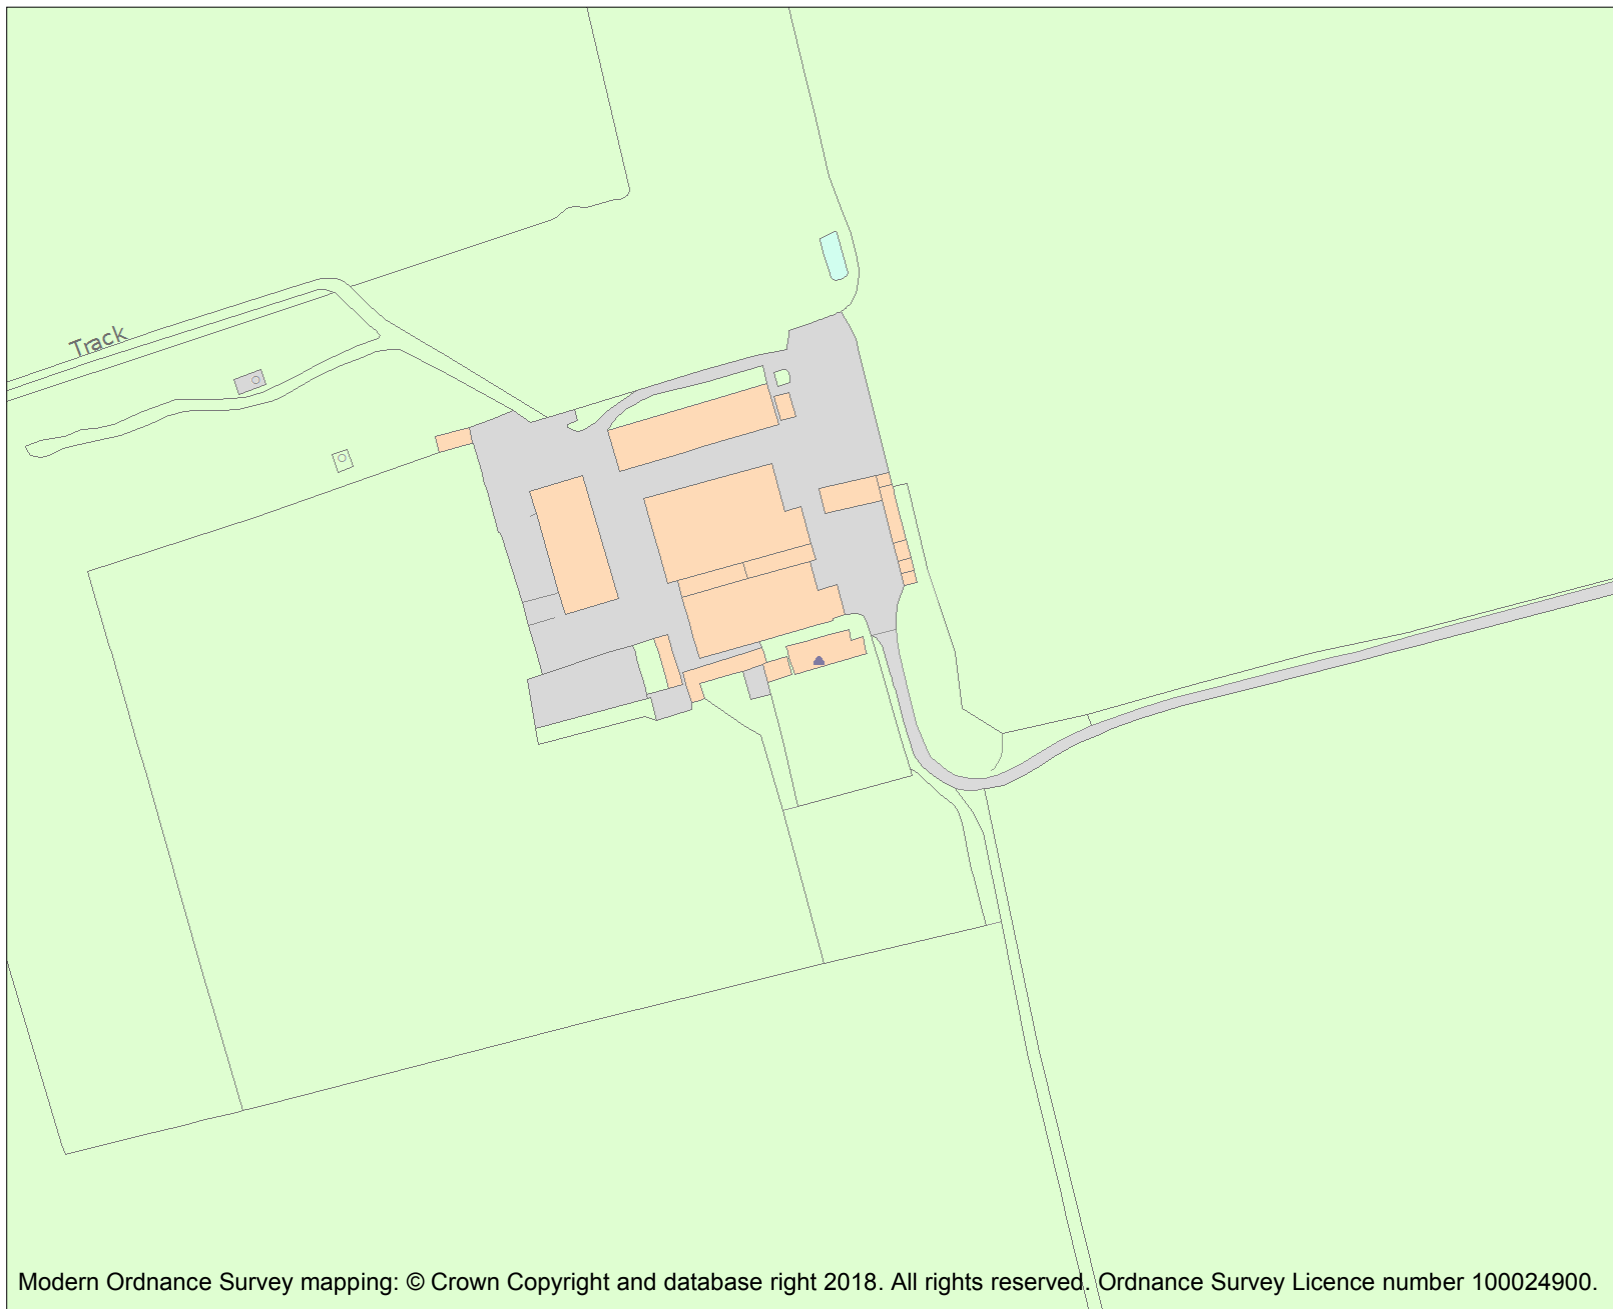 Track
Modern Ordnance Survey mapping: © Crown Copyright and database right 2018. All rights reserved. Ordnance Survey Licence number 100024900.